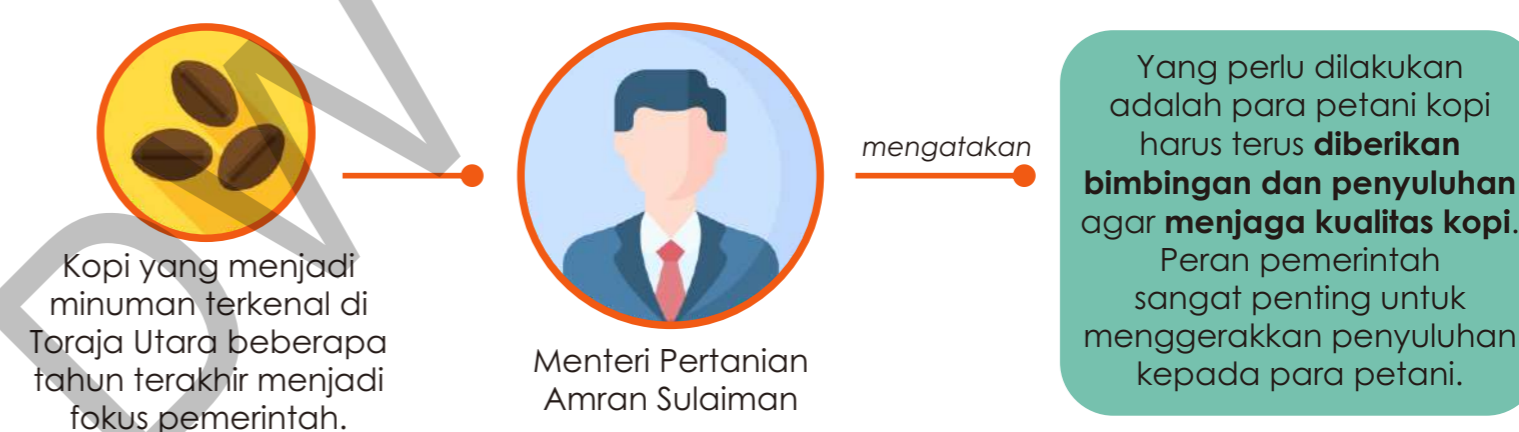 Kopi yang menjadi
minuman terkenal di
Toraja Utara beberapa
tahun terakhir menjadi
fokus pemerintah.
Menteri Pertanian
Amran Sulaiman
mengatakan
Yang perlu dilakukan
adalah para petani kopi
harus terus diberikan
bimbingan dan penyuluhan
agar menjaga kualitas kopi.
Peran pemerintah
sangat penting untuk
menggerakkan penyuluhan
kepada para petani.